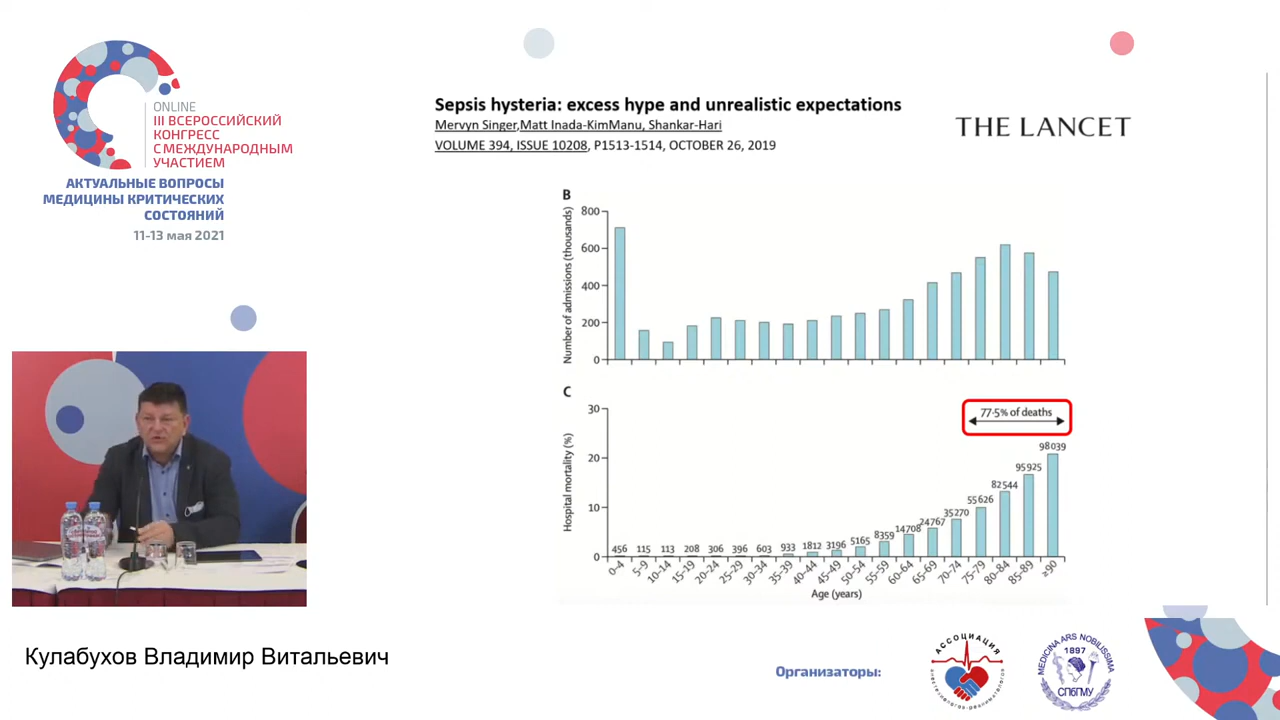 ONLINE
III ВСЕРОССИЙСКИЙ
КОНГРЕСС
С МЕЖДУНАРОДНЫМ
УЧАСТИЕМ
АКТУАЛЬНЫЕ ВОПРОСЫ
МЕДИЦИНЫ КРИТИЧЕСКИХ
СОСТОЯНИЙ
11-13 мая 2021
Sepsis hysteria: excess hype and unrealistic expectations
Mervyn Singer,Matt Inada-KimManu, Shankar-Hari
VOLUME 394, ISSUE 10208, P1513-1514, OCTOBER 26, 2019
THE LANCET
B
Number of admissions (thousands)
800
600
400
200
0
C
Hospital mortality (%)
30
20
10
0
77·5% of deaths
456 115 113 208 306 396 603 933 1812 3196 5165 8359 14708 24767 35270 55626 82544 95925 98039
0-4 5-9 10-14 15-19 20-24 25-29 30-34 35-39 40-44 45-49 50-54 55-59 60-64 65-69 70-74 75-79 80-84 85-89 ≥90
Age (years)
Кулабухов Владимир Витальевич
Организаторы:
АССОЦИАЦИЯ
MEDICINA ARS NOBILISSIMA
1897
СПбГМУ